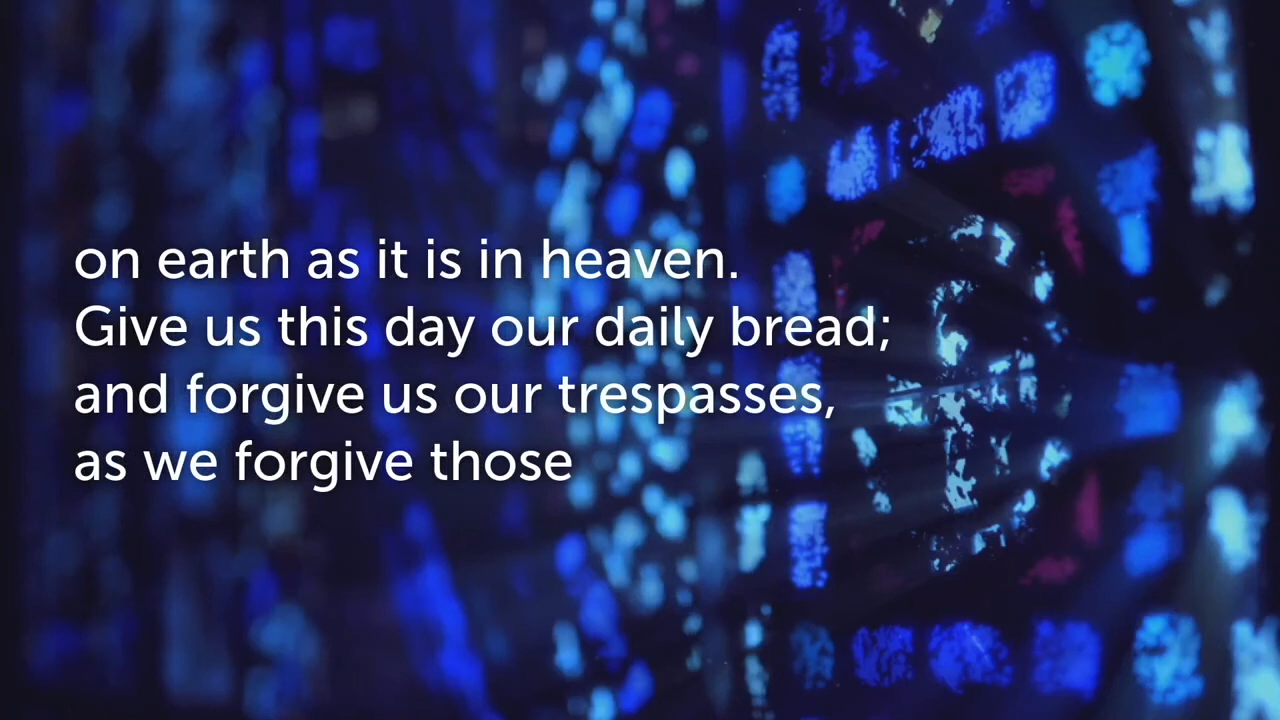 on earth as it is in heaven.
Give us this day our daily bread;
and forgive us our trespasses,
as we forgive those